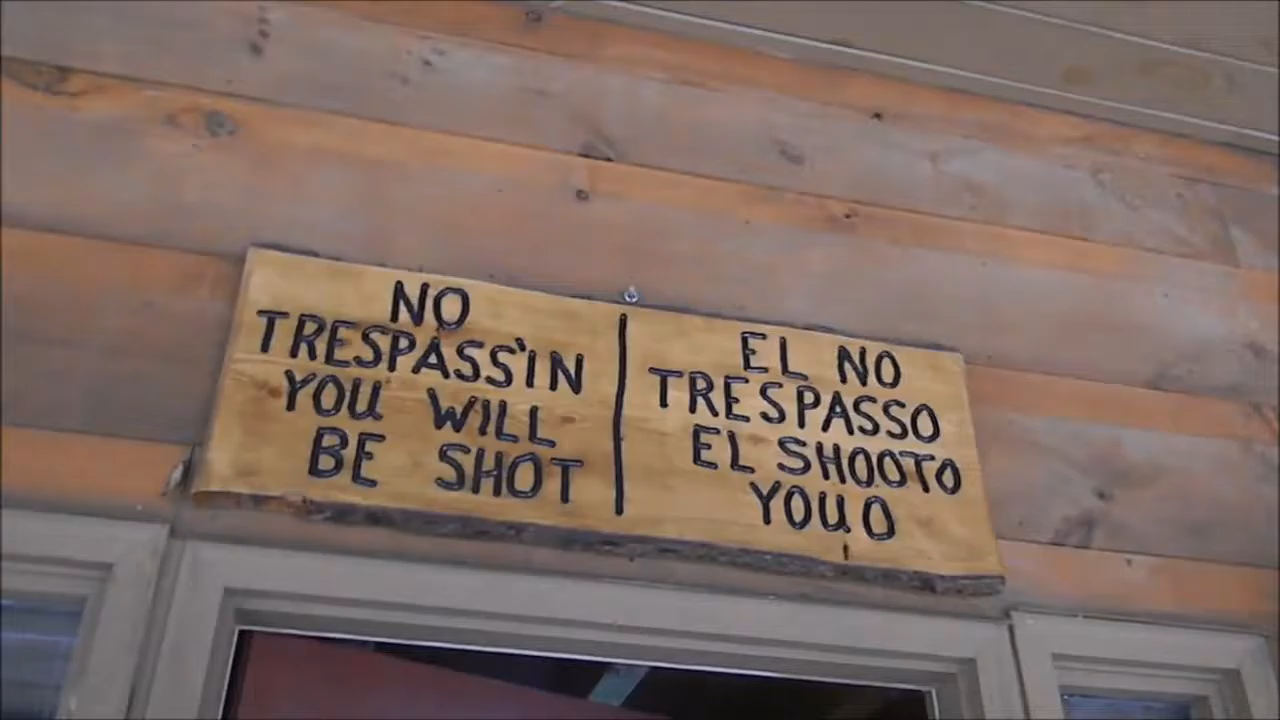 NO
TRESPASS'IN
YOU WILL
BE SHOT
EL NO
TRESPASSO
EL SHOOTO
YOU O